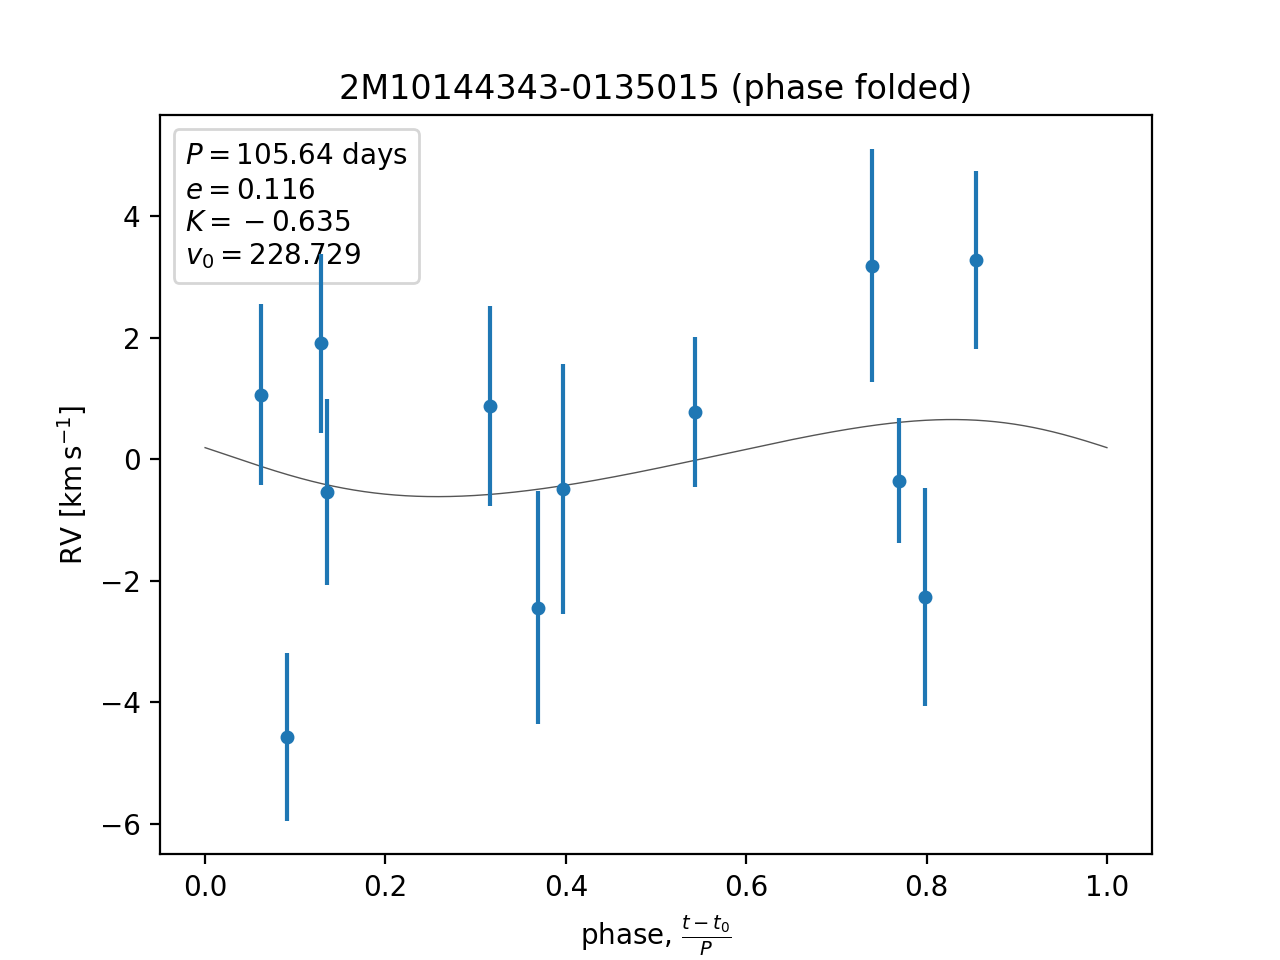 2M10144343-0135015 (phase folded)
P = 105.64 days
e = 0.116
K = −0.635
v₀ = 228.729
4
2
0
−2
−4
−6
RV [km s⁻¹]
0.0 0.2 0.4 0.6 0.8 1.0
phase, (t − t₀)/P